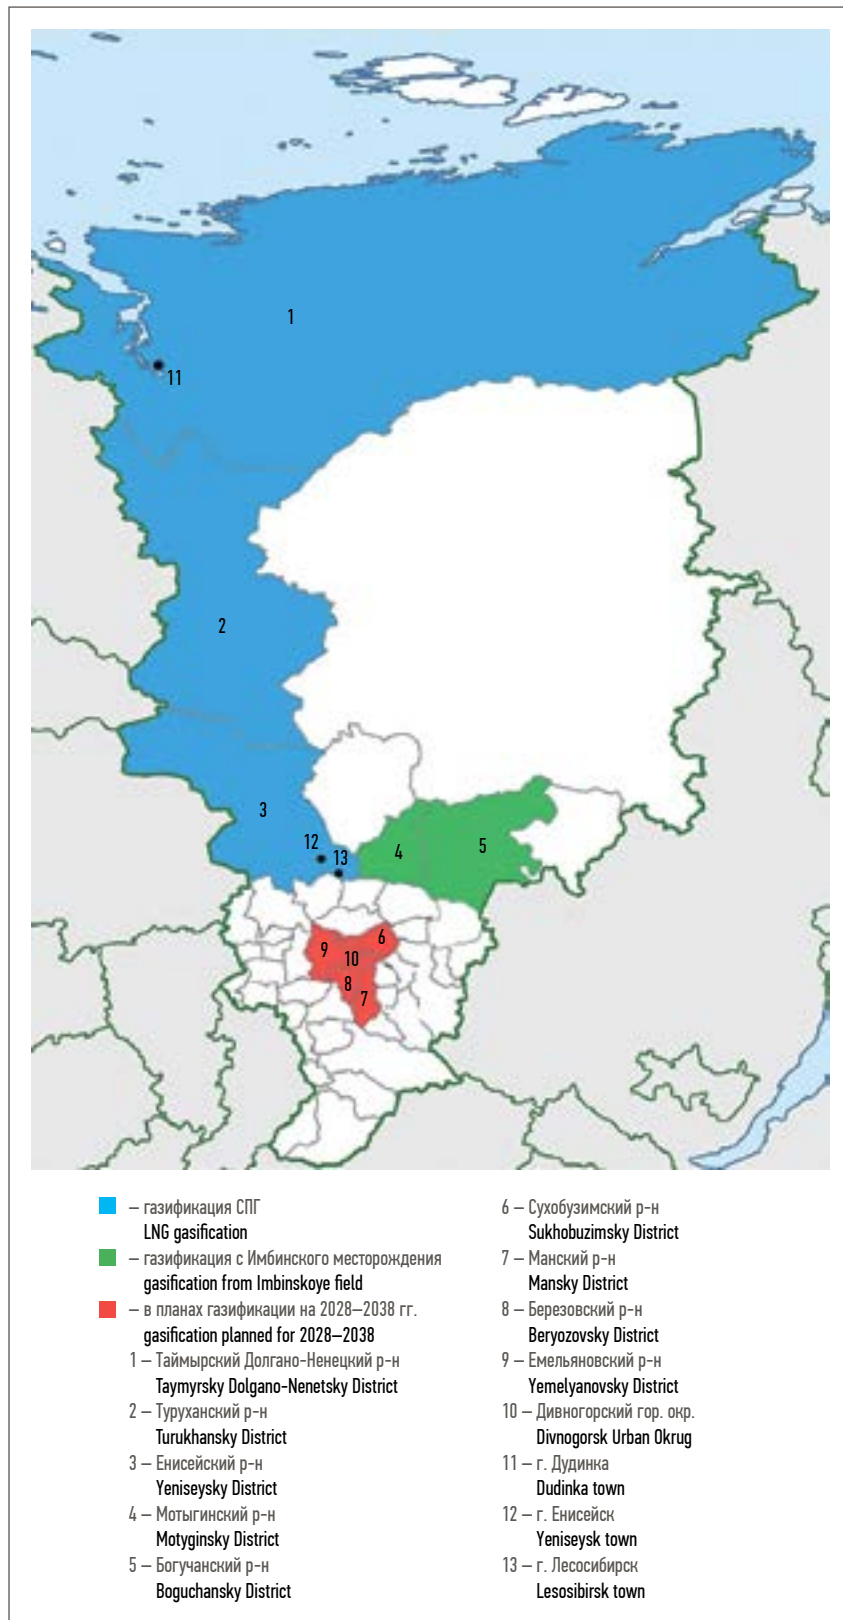 1
11
2
3
12
13
4
5
6
9
10
8
7
– газификация СПГ
LNG gasification
– газификация с Имбинского месторождения
gasification from Imbinskoye field
– в планах газификации на 2028–2038 гг.
gasification planned for 2028–2038
1 – Таймырский Долгано-Ненецкий р-н
Taymyrsky Dolgano-Nenetsky District
2 – Туруханский р-н
Turukhansky District
3 – Енисейский р-н
Yeniseysky District
4 – Мотыгинский р-н
Motyginsky District
5 – Богучанский р-н
Boguchansky District
6 – Сухобузимский р-н
Sukhobuzimsky District
7 – Манский р-н
Mansky District
8 – Березовский р-н
Beryozovsky District
9 – Емельяновский р-н
Yemelyanovsky District
10 – Дивногорский гор. окр.
Divnogorsk Urban Okrug
11 – г. Дудинка
Dudinka town
12 – г. Енисейск
Yeniseysk town
13 – г. Лесосибирск
Lesosibirsk town